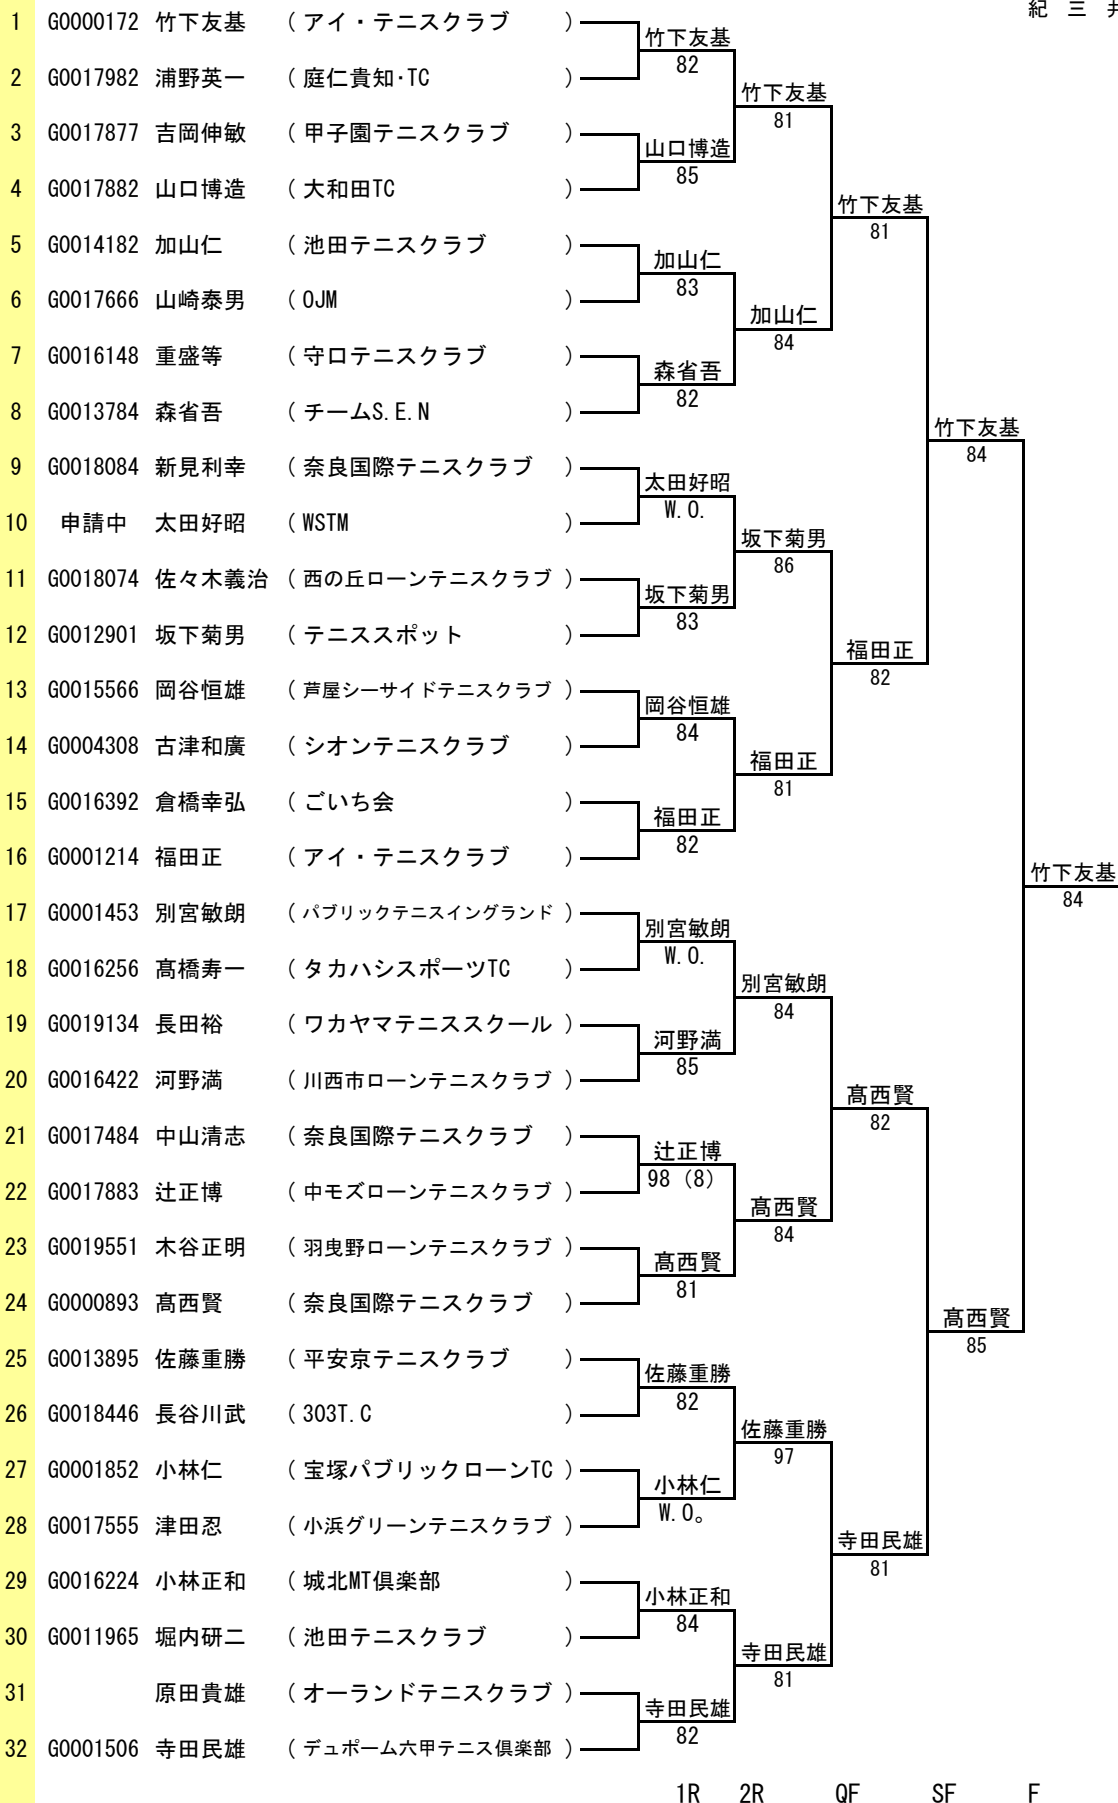 紀 三 井
1 G0000172 竹下友基 ( アイ・テニスクラブ )
竹下友基
82
2 G0017982 浦野英一 ( 庭仁貴知・TC )
竹下友基
81
3 G0017877 吉岡伸敏 ( 甲子園テニスクラブ )
山口博造
85
4 G0017882 山口博造 ( 大和田TC )
竹下友基
81
5 G0014182 加山仁 ( 池田テニスクラブ )
加山仁
83
6 G0017666 山崎泰男 ( OJM )
加山仁
84
7 G0016148 重盛等 ( 守口テニスクラブ )
森省吾
82
8 G0013784 森省吾 ( チームS.E.N )
竹下友基
84
9 G0018084 新見利幸 ( 奈良国際テニスクラブ )
太田好昭
W.O.
10 申請中 太田好昭 ( WSTM )
坂下菊男
86
11 G0018074 佐々木義治 ( 西の丘ローンテニスクラブ )
坂下菊男
83
12 G0012901 坂下菊男 ( テニススポット )
福田正
82
13 G0015566 岡谷恒雄 ( 芦屋シーサイドテニスクラブ )
岡谷恒雄
84
14 G0004308 古津和廣 ( シオンテニスクラブ )
福田正
81
15 G0016392 倉橋幸弘 ( ごいち会 )
福田正
82
16 G0001214 福田正 ( アイ・テニスクラブ )
竹下友基
84
17 G0001453 別宮敏朗 ( パブリックテニスイングランド )
別宮敏朗
W.O.
18 G0016256 髙橋寿一 ( タカハシスポーツTC )
別宮敏朗
84
19 G0019134 長田裕 ( ワカヤマテニススクール )
河野満
85
20 G0016422 河野満 ( 川西市ローンテニスクラブ )
髙西賢
82
21 G0017484 中山清志 ( 奈良国際テニスクラブ )
辻正博
98 (8)
22 G0017883 辻正博 ( 中モズローンテニスクラブ )
髙西賢
84
23 G0019551 木谷正明 ( 羽曳野ローンテニスクラブ )
髙西賢
81
24 G0000893 髙西賢 ( 奈良国際テニスクラブ )
髙西賢
85
25 G0013895 佐藤重勝 ( 平安京テニスクラブ )
佐藤重勝
82
26 G0018446 長谷川武 ( 303T.C )
佐藤重勝
97
27 G0001852 小林仁 ( 宝塚パブリックローンTC )
小林仁
W.O。
28 G0017555 津田忍 ( 小浜グリーンテニスクラブ )
寺田民雄
81
29 G0016224 小林正和 ( 城北MT倶楽部 )
小林正和
84
30 G0011965 堀内研二 ( 池田テニスクラブ )
寺田民雄
81
31 原田貴雄 ( オーランドテニスクラブ )
寺田民雄
82
32 G0001506 寺田民雄 ( デュポーム六甲テニス倶楽部 )
1R 2R QF SF F